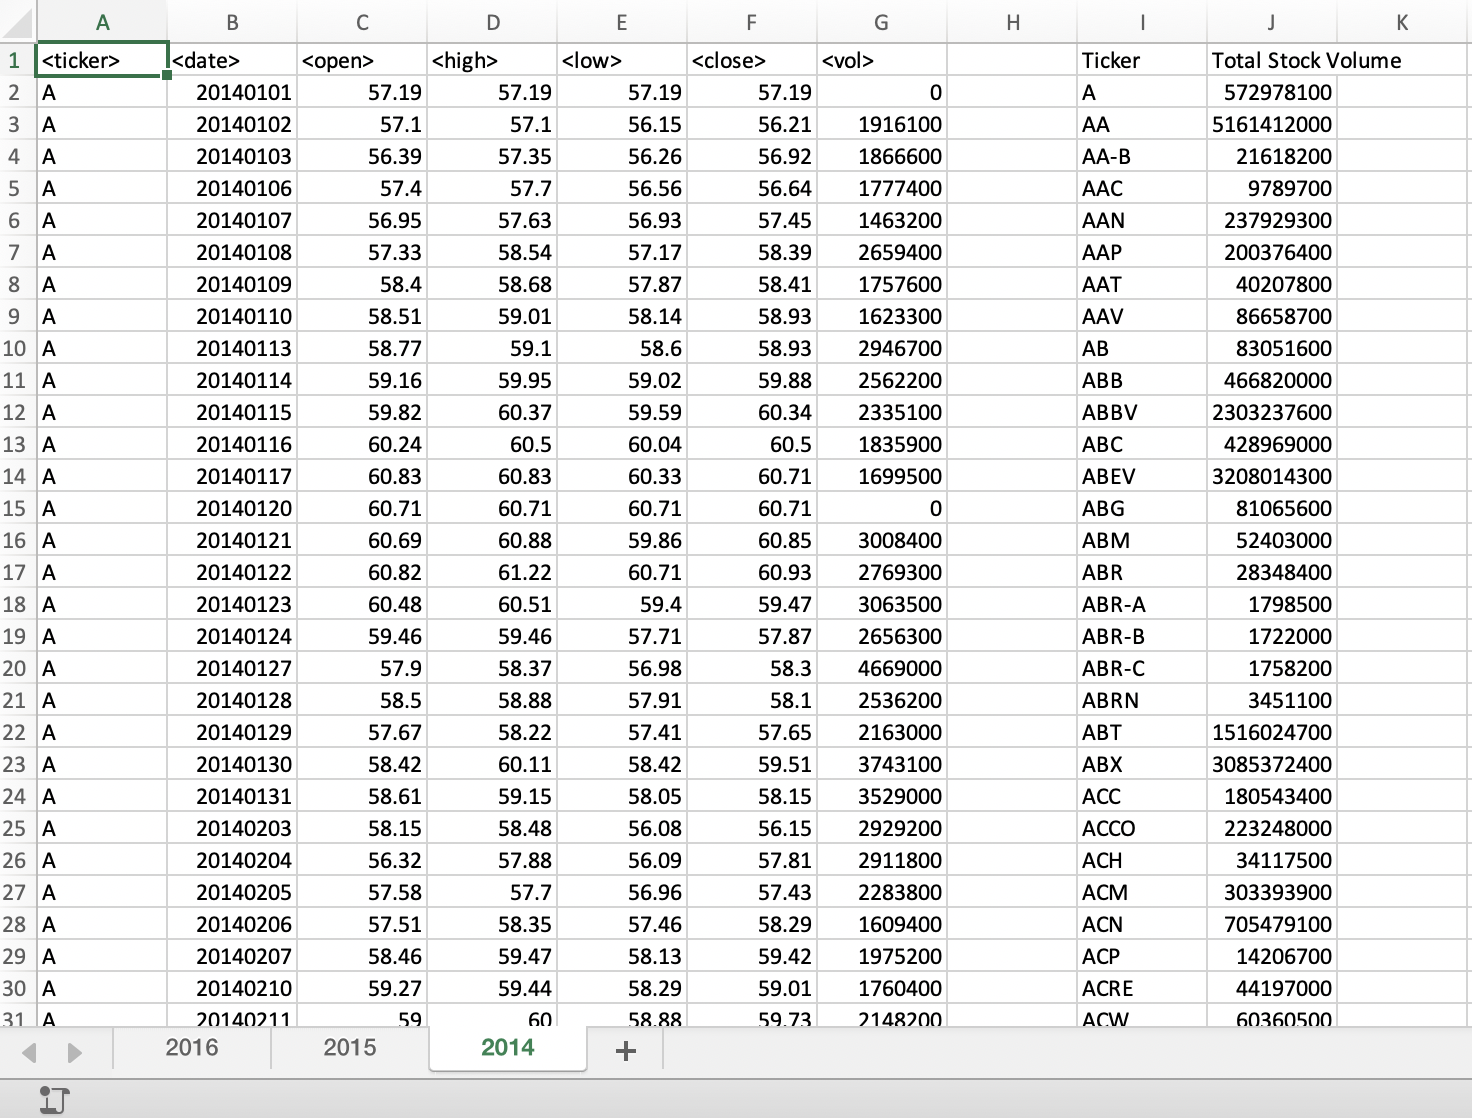 A B C D E F G H I J K
1 <ticker> <date> <open> <high> <low> <close> <vol> Ticker Total Stock Volume
2 A 20140101 57.19 57.19 57.19 57.19 0 A 572978100
3 A 20140102 57.1 57.1 56.15 56.21 1916100 AA 5161412000
4 A 20140103 56.39 57.35 56.26 56.92 1866600 AA-B 21618200
5 A 20140106 57.4 57.7 56.56 56.64 1777400 AAC 9789700
6 A 20140107 56.95 57.63 56.93 57.45 1463200 AAN 237929300
7 A 20140108 57.33 58.54 57.17 58.39 2659400 AAP 200376400
8 A 20140109 58.4 58.68 57.87 58.41 1757600 AAT 40207800
9 A 20140110 58.51 59.01 58.14 58.93 1623300 AAV 86658700
10 A 20140113 58.77 59.1 58.6 58.93 2946700 AB 83051600
11 A 20140114 59.16 59.95 59.02 59.88 2562200 ABB 466820000
12 A 20140115 59.82 60.37 59.59 60.34 2335100 ABBV 2303237600
13 A 20140116 60.24 60.5 60.04 60.5 1835900 ABC 428969000
14 A 20140117 60.83 60.83 60.33 60.71 1699500 ABEV 3208014300
15 A 20140120 60.71 60.71 60.71 60.71 0 ABG 81065600
16 A 20140121 60.69 60.88 59.86 60.85 3008400 ABM 52403000
17 A 20140122 60.82 61.22 60.71 60.93 2769300 ABR 28348400
18 A 20140123 60.48 60.51 59.4 59.47 3063500 ABR-A 1798500
19 A 20140124 59.46 59.46 57.71 57.87 2656300 ABR-B 1722000
20 A 20140127 57.9 58.37 56.98 58.3 4669000 ABR-C 1758200
21 A 20140128 58.5 58.88 57.91 58.1 2536200 ABRN 3451100
22 A 20140129 57.67 58.22 57.41 57.65 2163000 ABT 1516024700
23 A 20140130 58.42 60.11 58.42 59.51 3743100 ABX 3085372400
24 A 20140131 58.61 59.15 58.05 58.15 3529000 ACC 180543400
25 A 20140203 58.15 58.48 56.08 56.15 2929200 ACCO 223248000
26 A 20140204 56.32 57.88 56.09 57.81 2911800 ACH 34117500
27 A 20140205 57.58 57.7 56.96 57.43 2283800 ACM 303393900
28 A 20140206 57.51 58.35 57.46 58.29 1609400 ACN 705479100
29 A 20140207 58.46 59.47 58.13 59.42 1975200 ACP 14206700
30 A 20140210 59.27 59.44 58.29 59.01 1760400 ACRE 44197000
31 A 20140211 59 60 58.88 59.73 2148200 ACW 60360500
2016 2015 2014 +